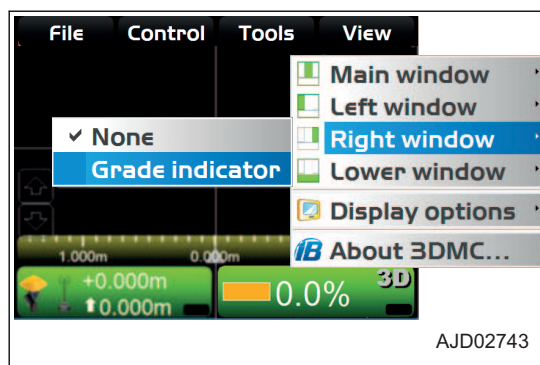 File Control Tools View
Main window
Left window
None
Right window
Grade indicator
Lower window
Display options
About 3DMC...
1.000m 0.000m
+0.000m
0.000m
0.0%
3D
AJD02743